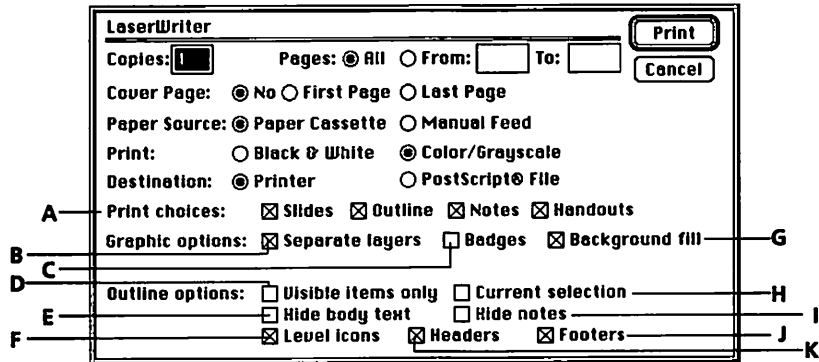 LaserWriter
Print
Copies: 1 Pages: All From: To:
Cancel
Cover Page: No First Page Last Page
Paper Source: Paper Cassette Manual Feed
Print: Black & White Color/Grayscale
Destination: Printer PostScript® File
A Print choices: Slides Outline Notes Handouts
Graphic options: Separate layers Badges Background fill G
B
C
D
Outline options: Visible items only Current selection H
E Hide body text Hide notes I
F Level icons Headers Footers J
K